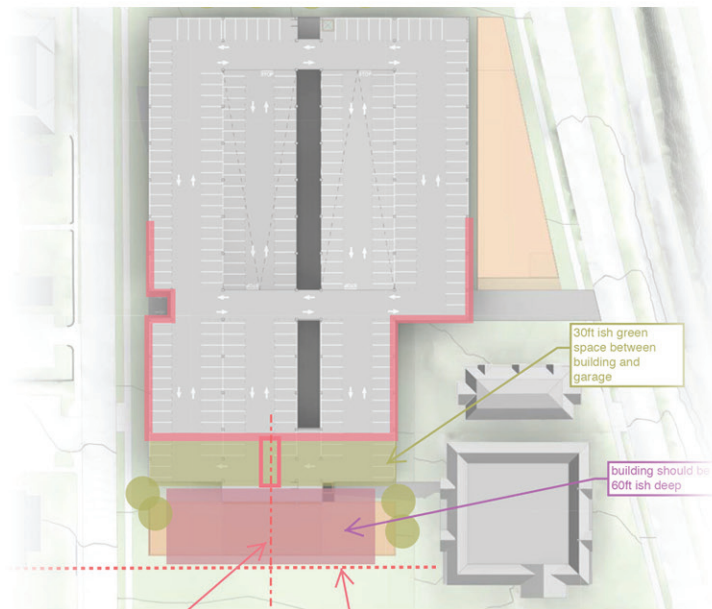 30ft ish green
space between
building and
garage
building should be
60ft ish deep